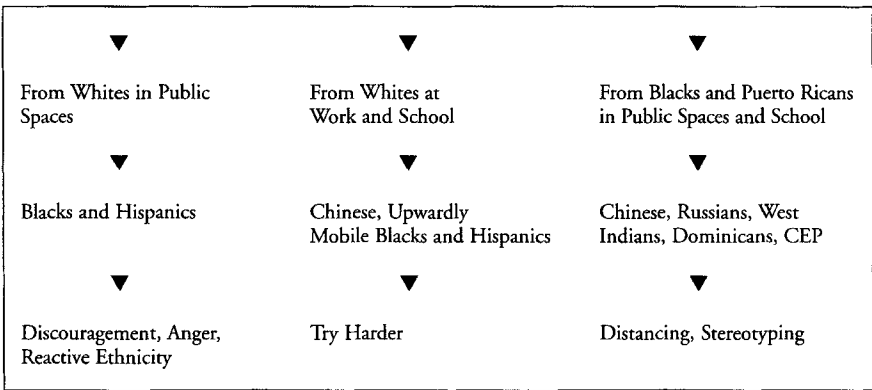 From Whites in Public
Spaces
From Whites at
Work and School
From Blacks and Puerto Ricans
in Public Spaces and School
Blacks and Hispanics
Chinese, Upwardly
Mobile Blacks and Hispanics
Chinese, Russians, West
Indians, Dominicans, CEP
Discouragement, Anger,
Reactive Ethnicity
Try Harder
Distancing, Stereotyping